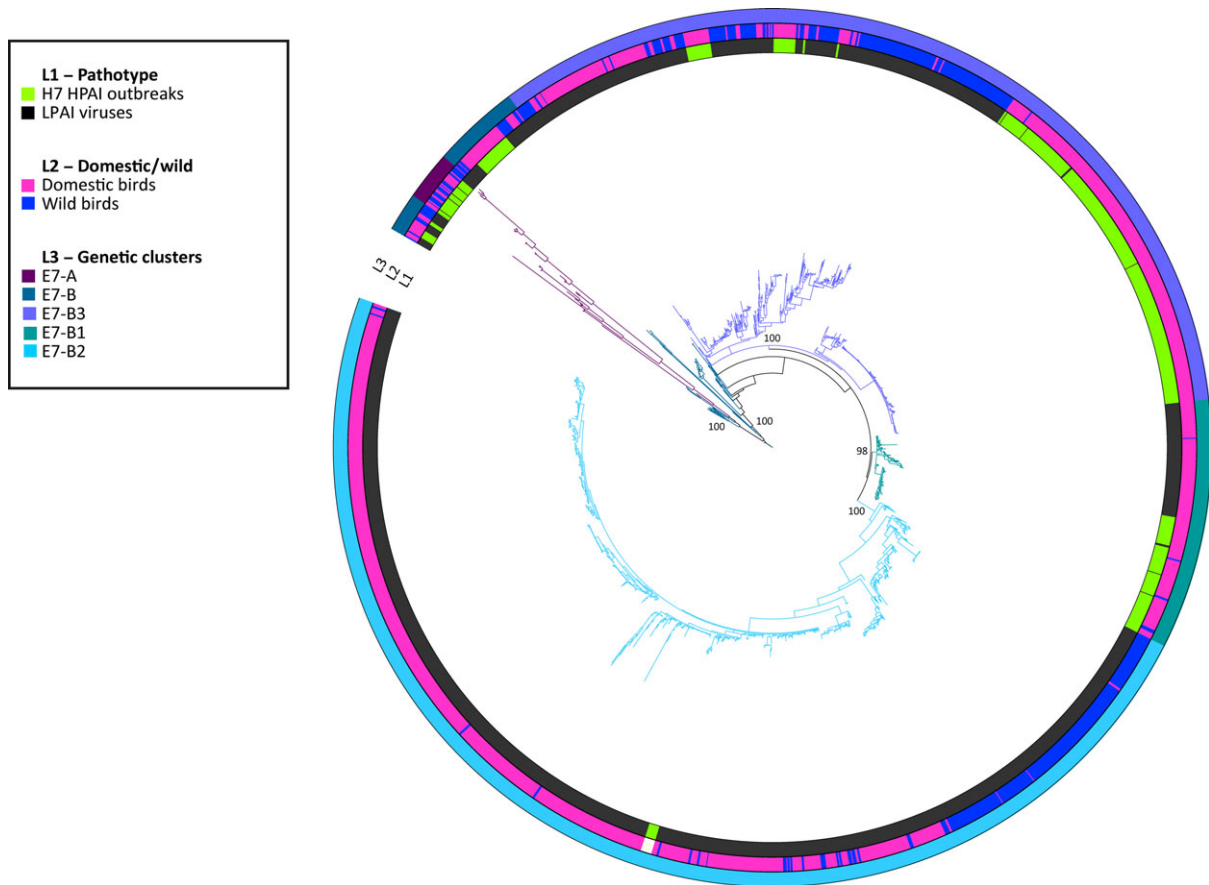 L1 – Pathotype
H7 HPAI outbreaks
LPAI viruses
L2 – Domestic/wild
Domestic birds
Wild birds
L3 – Genetic clusters
E7-A
E7-B
E7-B3
E7-B1
E7-B2
L3
L2
L1
100
100
100
98
100